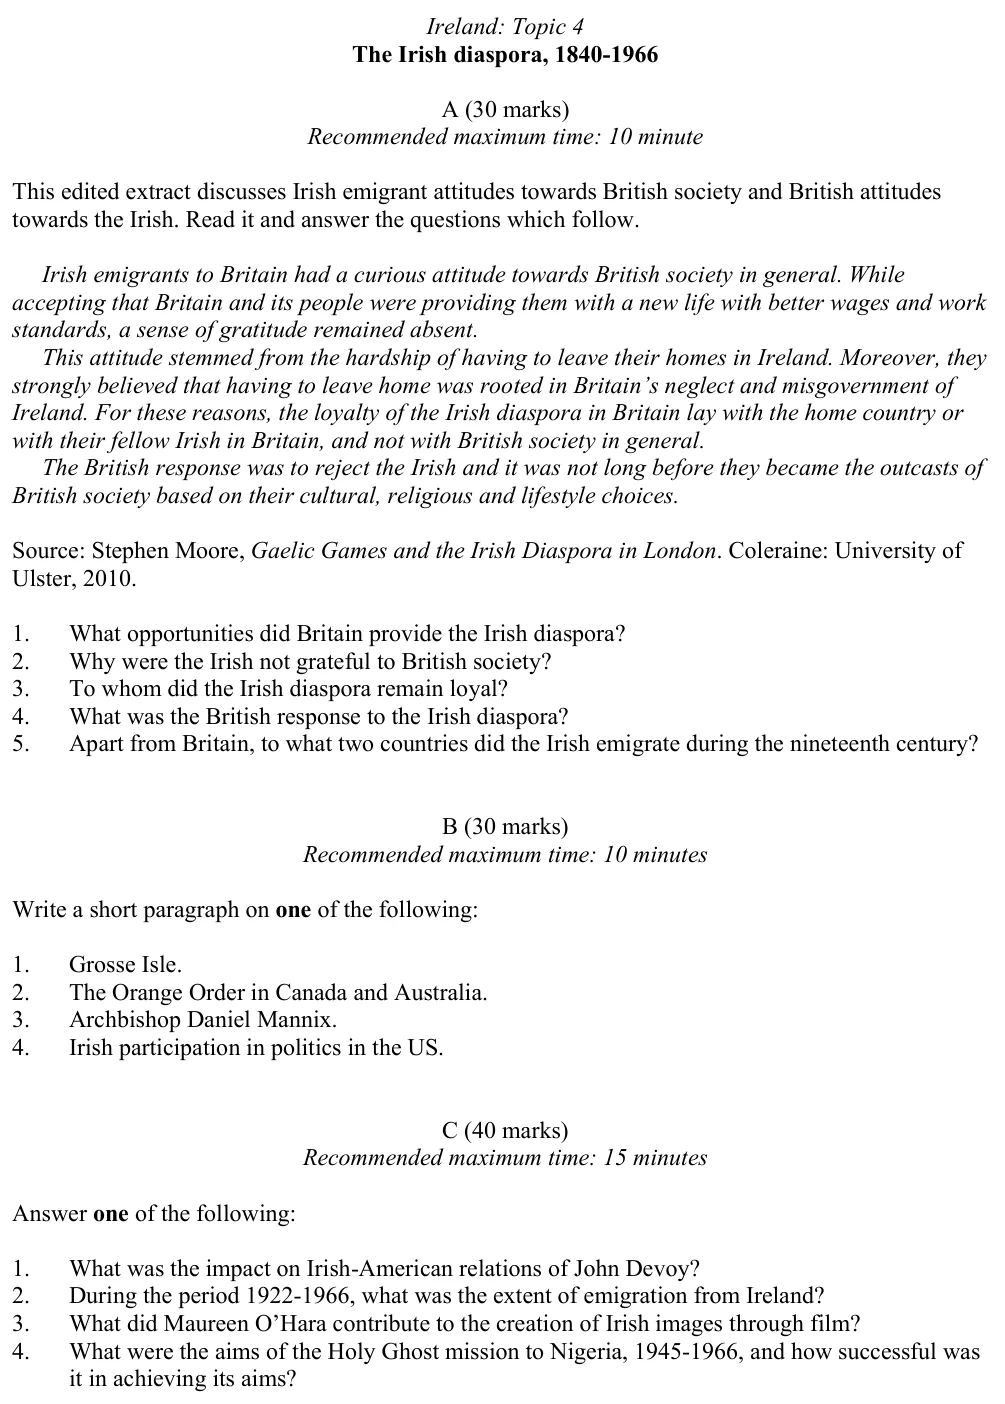 Ireland: Topic 4
The Irish diaspora, 1840-1966
A (30 marks)
Recommended maximum time: 10 minute
This edited extract discusses Irish emigrant attitudes towards British society and British attitudes
towards the Irish. Read it and answer the questions which follow.
Irish emigrants to Britain had a curious attitude towards British society in general. While
accepting that Britain and its people were providing them with a new life with better wages and work
standards, a sense of gratitude remained absent.
This attitude stemmed from the hardship of having to leave their homes in Ireland. Moreover, they
strongly believed that having to leave home was rooted in Britain's neglect and misgovernment of
Ireland. For these reasons, the loyalty of the Irish diaspora in Britain lay with the home country or
with their fellow Irish in Britain, and not with British society in general.
The British response was to reject the Irish and it was not long before they became the outcasts of
British society based on their cultural, religious and lifestyle choices.
Source: Stephen Moore, Gaelic Games and the Irish Diaspora in London. Coleraine: University of
Ulster, 2010.
1. What opportunities did Britain provide the Irish diaspora?
2. Why were the Irish not grateful to British society?
3. To whom did the Irish diaspora remain loyal?
4. What was the British response to the Irish diaspora?
5. Apart from Britain, to what two countries did the Irish emigrate during the nineteenth century?
B (30 marks)
Recommended maximum time: 10 minutes
Write a short paragraph on one of the following:
1. Grosse Isle.
2. The Orange Order in Canada and Australia.
3. Archbishop Daniel Mannix.
4. Irish participation in politics in the US.
C (40 marks)
Recommended maximum time: 15 minutes
Answer one of the following:
1. What was the impact on Irish-American relations of John Devoy?
2. During the period 1922-1966, what was the extent of emigration from Ireland?
3. What did Maureen O'Hara contribute to the creation of Irish images through film?
4. What were the aims of the Holy Ghost mission to Nigeria, 1945-1966, and how successful was
it in achieving its aims?